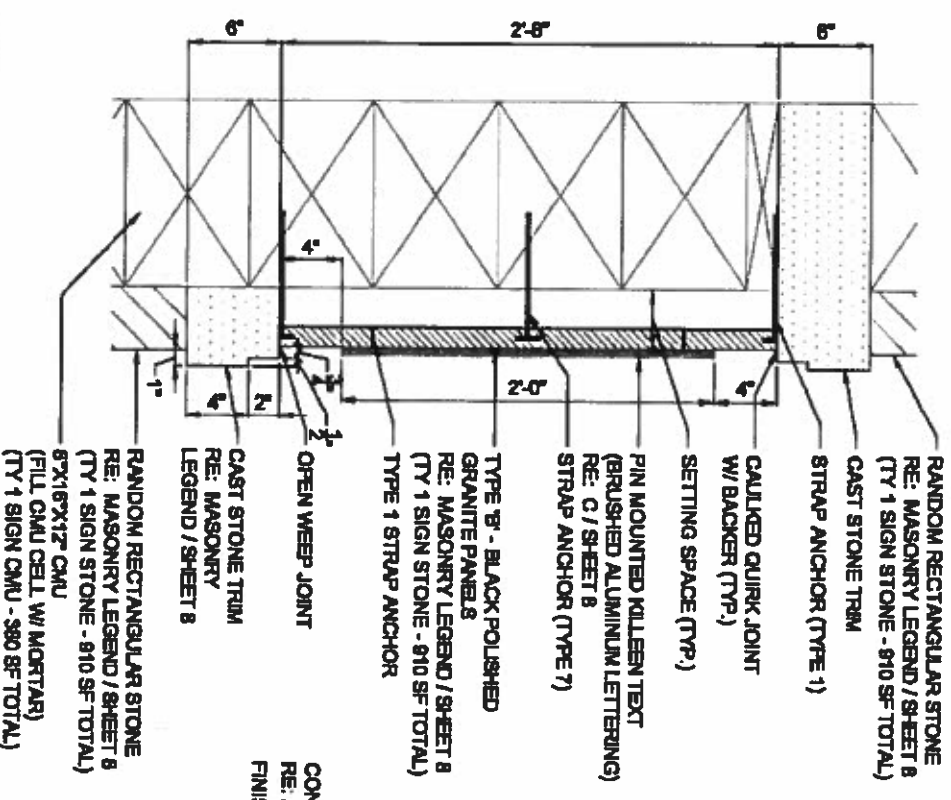 6"
2'-8"
6"
4"
1"
4"
2"
1/2"
2'-0"
4"
RANDOM RECTANGULAR STONE
RE: MASONRY LEGEND / SHEET 8
(TY 1 SIGN STONE - 910 SF TOTAL)
CAST STONE TRIM
STRAP ANCHOR (TYPE 1)
CAULKED QUIRK JOINT
W/ BACKER (TYP.)
SETTING SPACE (TYP.)
PIN MOUNTED KILLEEN TEXT
(BRUSHED ALUMINUM LETTERING)
RE: C / SHEET 8
STRAP ANCHOR (TYPE 7)
TYPE 'B' - BLACK POLISHED
GRANITE PANELS
RE: MASONRY LEGEND / SHEET 8
(TY 1 SIGN STONE - 910 SF TOTAL)
TYPE 1 STRAP ANCHOR
OPEN WEEP JOINT
CAST STONE TRIM
RE: MASONRY
LEGEND / SHEET 8
RANDOM RECTANGULAR STONE
RE: MASONRY LEGEND / SHEET 8
(TY 1 SIGN STONE - 910 SF TOTAL)
8"X16"X12" CMU
(FILL CMU CELL W/ MORTAR)
(TY 1 SIGN CMU - 380 SF TOTAL)
CON
RE:
FINIS